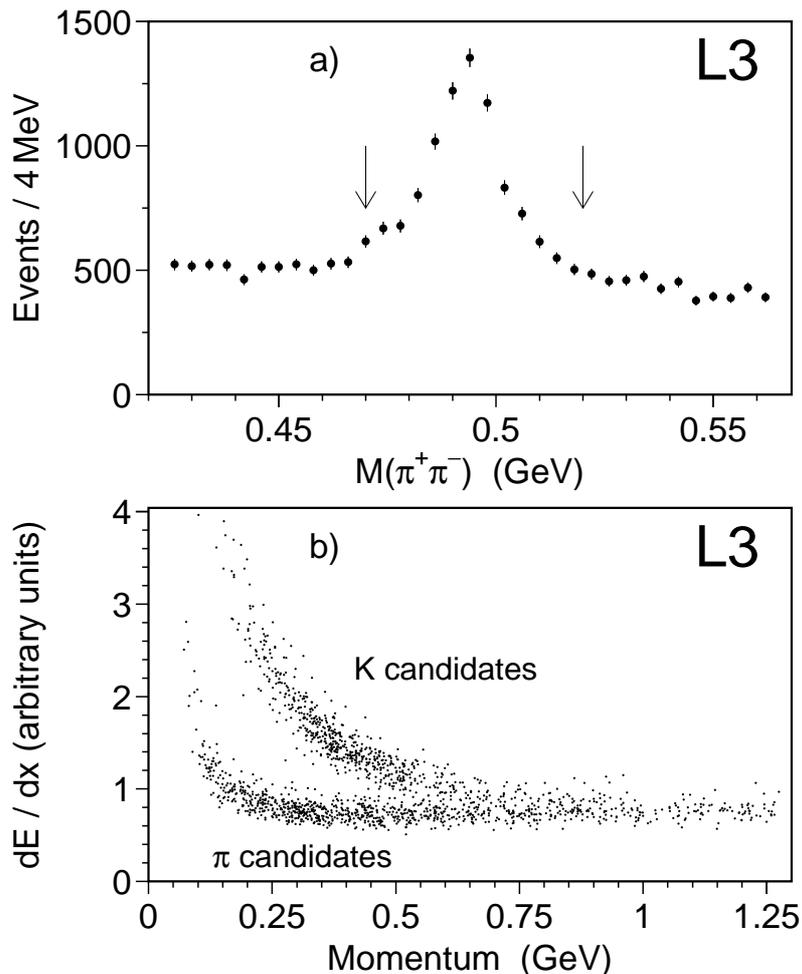 1500
a)
L3
1000
500
0
Events / 4 MeV
0.45
0.5
0.55
M(π⁺π⁻) (GeV)
4
b)
L3
3
K candidates
2
1
π candidates
0
dE / dx (arbitrary units)
0
0.25
0.5
0.75
1
1.25
Momentum (GeV)